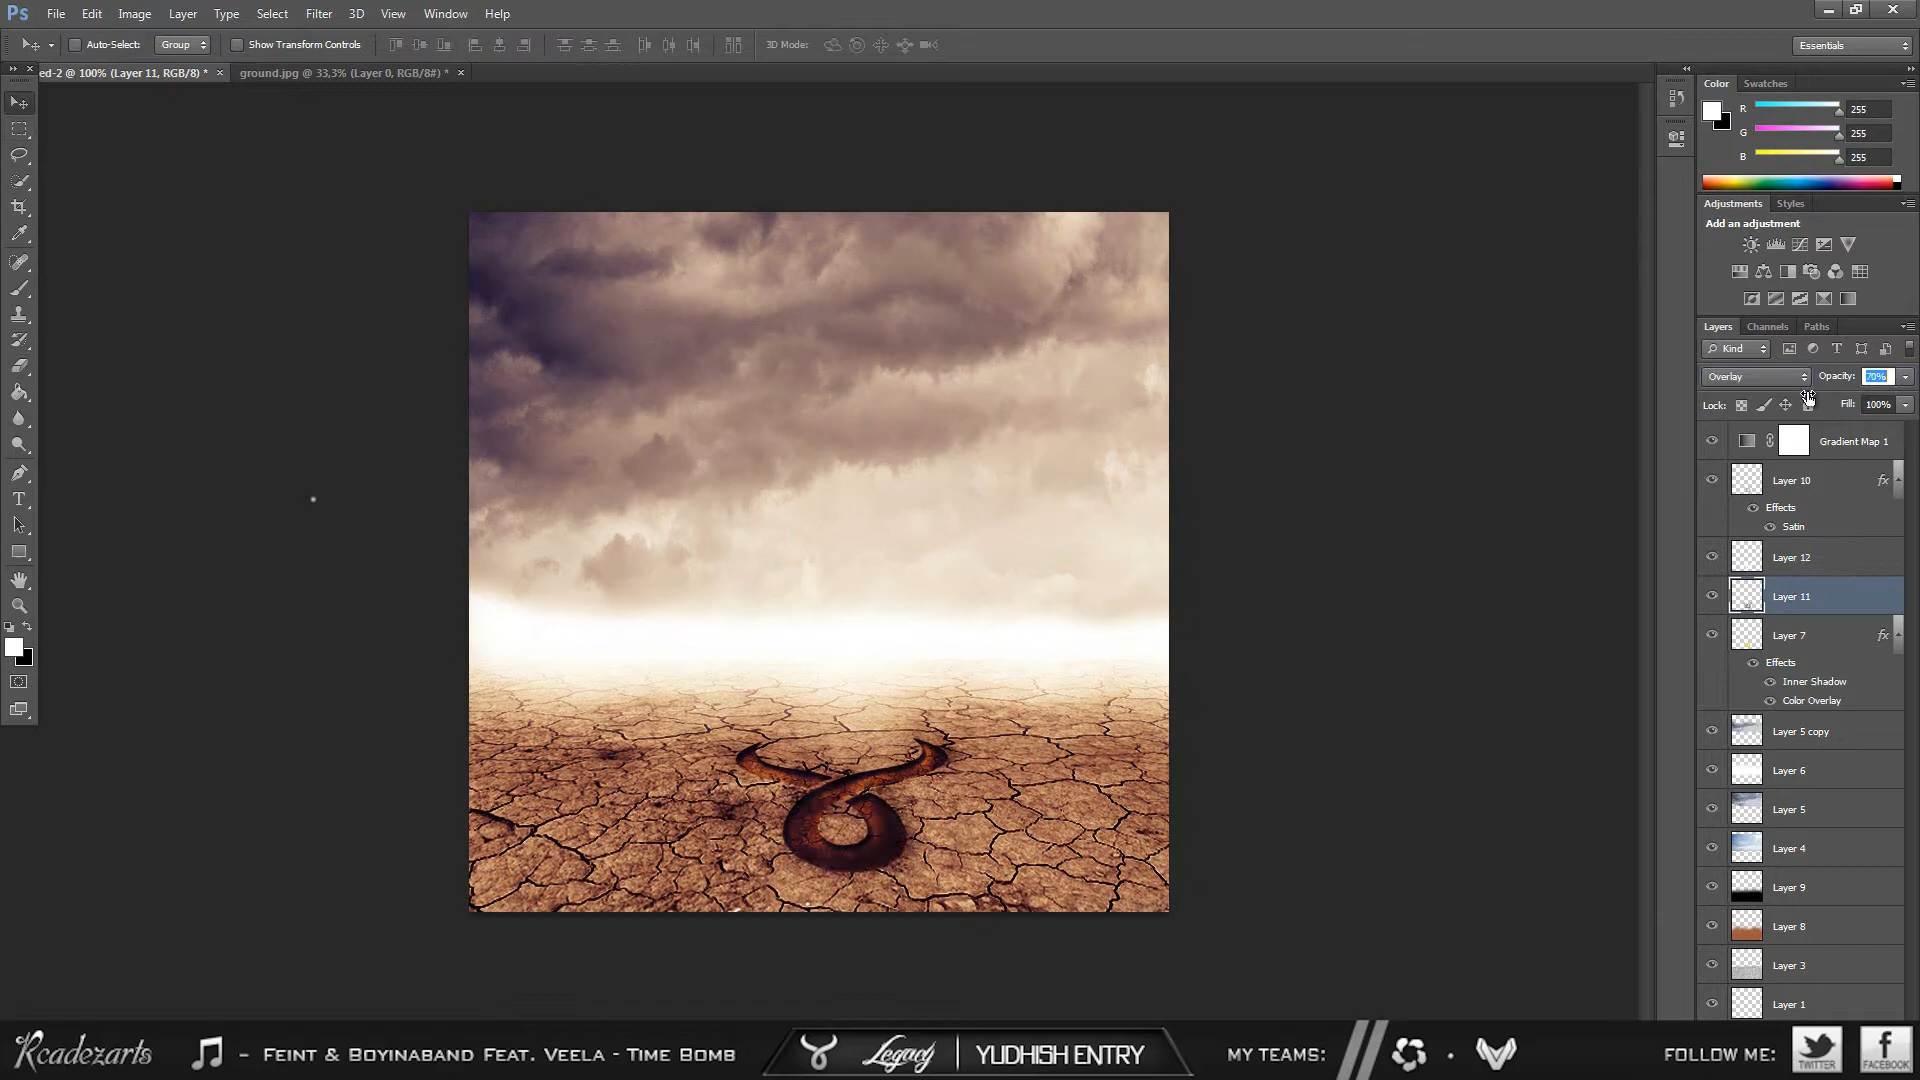 Ps File Edit Image Layer Type Select Filter 3D View Window Help
Auto-Select: Group Show Transform Controls 3D Mode: Essentials
ed-2 @ 100% (Layer 11, RGB/8) * × ground.jpg @ 33,3% (Layer 0, RGB/8#) * ×
Color Swatches
R 255
G 255
B 255
Adjustments Styles
Add an adjustment
Layers Channels Paths
Kind
Overlay Opacity: 70%
Lock: Fill: 100%
Gradient Map 1
Layer 10 fx
Effects
Satin
Layer 12
Layer 11
Layer 7 fx
Effects
Inner Shadow
Color Overlay
Layer 5 copy
Layer 6
Layer 5
Layer 4
Layer 9
Layer 8
Layer 3
Layer 1
Rcadezarts - Feint & Boyinaband Feat. Veela - Time Bomb Legacy YUDHISH ENTRY MY TEAMS: FOLLOW ME: TWITTER FACEBOOK